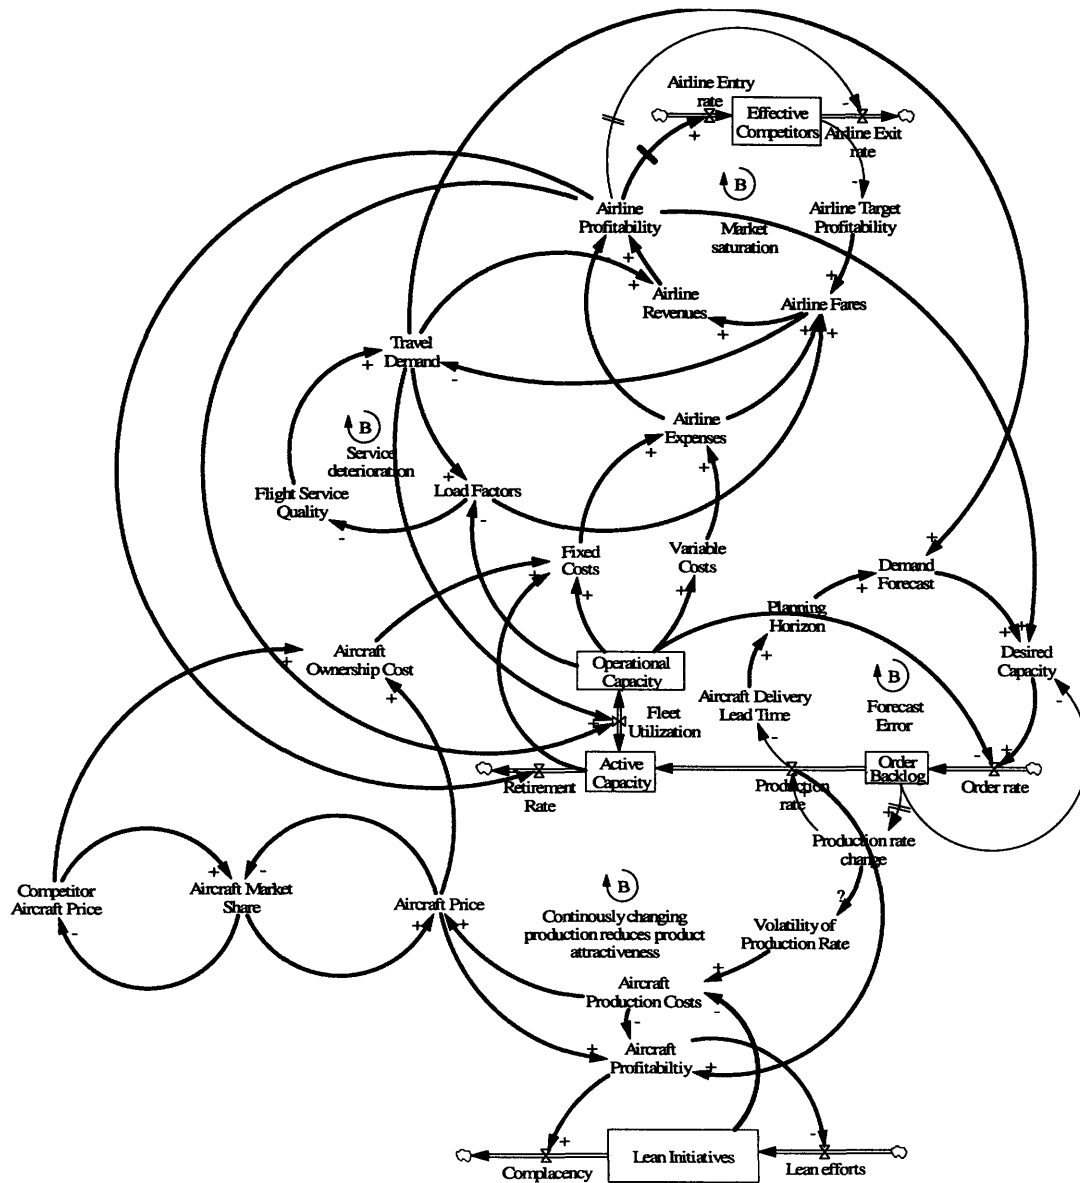 Airline Entry
rate
Effective
Competitors
Airline Exit
rate
B
Market
saturation
Airline
Profitability
Airline Target
Profitability
Airline
Revenues
Airline Fares
Travel
Demand
B
Service
deterioration
Airline
Expenses
Flight Service
Quality
Load Factors
Fixed
Costs
Variable
Costs
Demand
Forecast
Planning
Horizon
Aircraft
Ownership Cost
Operational
Capacity
Desired
Capacity
Aircraft Delivery
Lead Time
B
Forecast
Error
Fleet
Utilization
Active
Capacity
Retirement
Rate
Production
rate
Order
Backlog
Order rate
Production rate
change
Competitor
Aircraft Price
Aircraft Market
Share
Aircraft Price
B
Continously changing
production reduces product
attractiveness
?
Volatility of
Production Rate
Aircraft
Production Costs
Aircraft
Profitabiltiy
Complacency
Lean Initiatives
Lean efforts